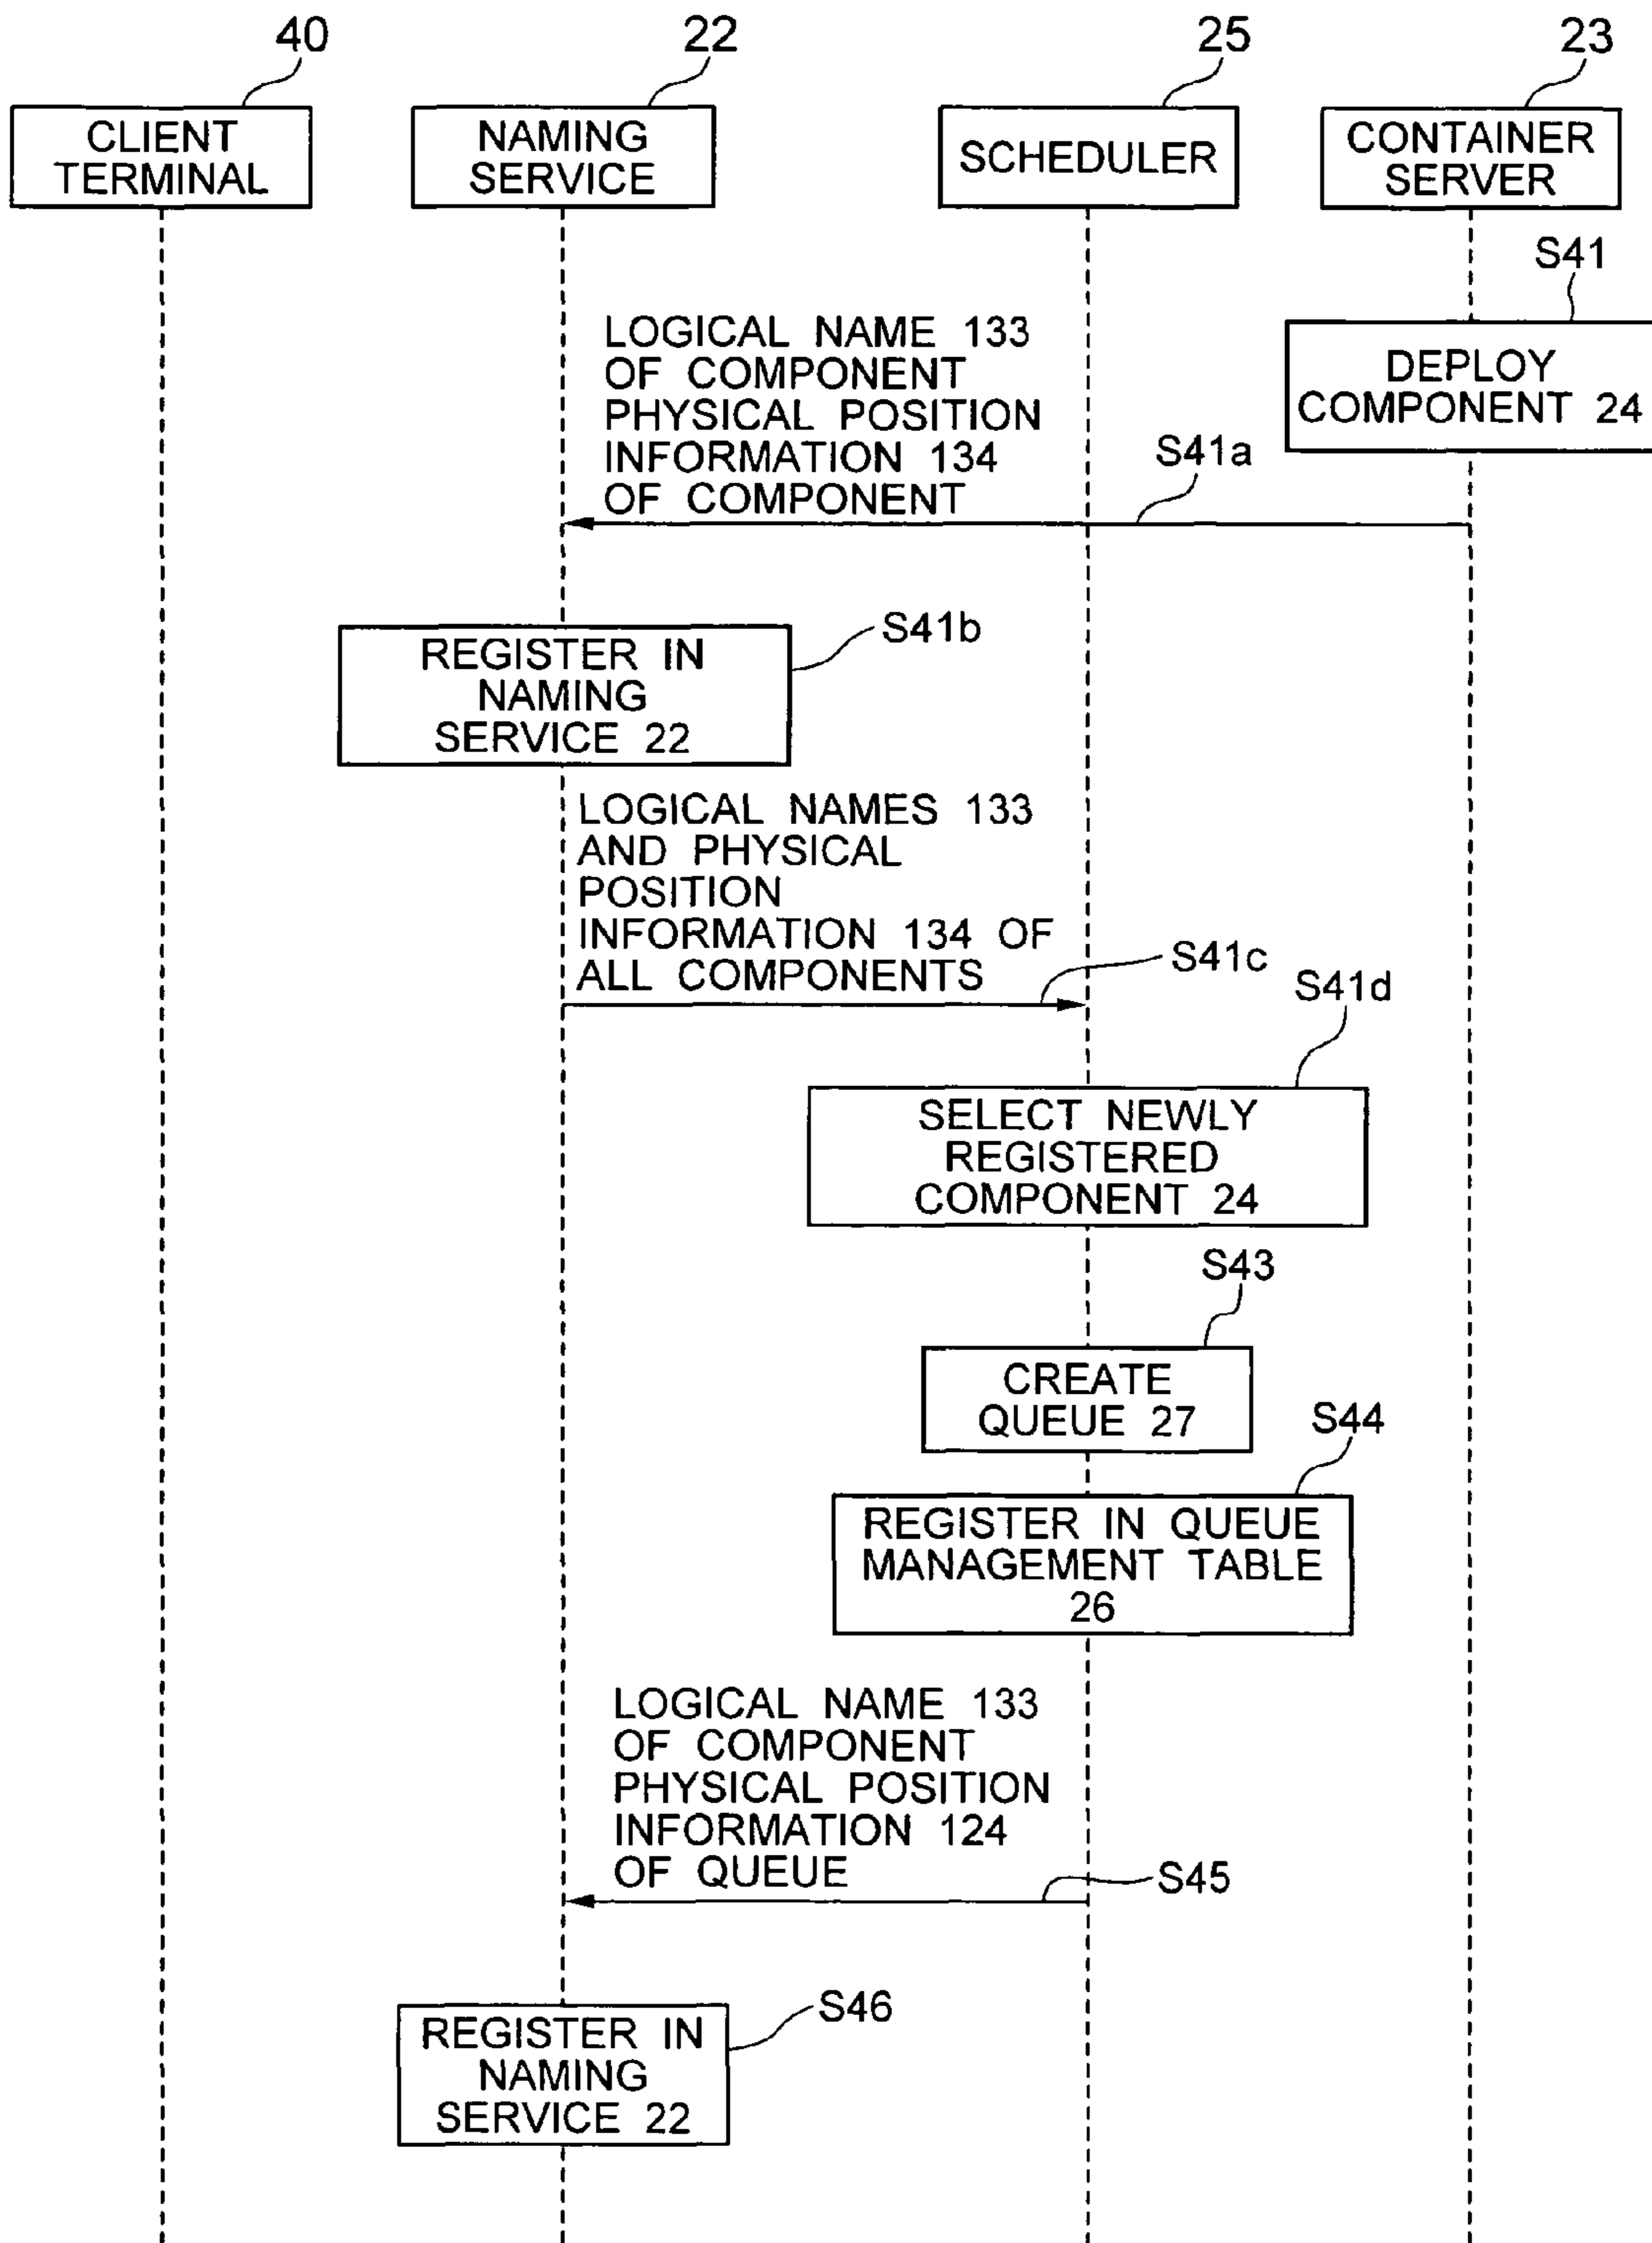 40
22
25
23
CLIENT
TERMINAL
NAMING
SERVICE
SCHEDULER
CONTAINER
SERVER
S41
DEPLOY
COMPONENT 24
LOGICAL NAME 133
OF COMPONENT
PHYSICAL POSITION
INFORMATION 134
OF COMPONENT
S41a
S41b
REGISTER IN
NAMING
SERVICE 22
LOGICAL NAMES 133
AND PHYSICAL
POSITION
INFORMATION 134 OF
ALL COMPONENTS
S41c
S41d
SELECT NEWLY
REGISTERED
COMPONENT 24
S43
CREATE
QUEUE 27
S44
REGISTER IN QUEUE
MANAGEMENT TABLE
26
LOGICAL NAME 133
OF COMPONENT
PHYSICAL POSITION
INFORMATION 124
OF QUEUE
S45
S46
REGISTER IN
NAMING
SERVICE 22